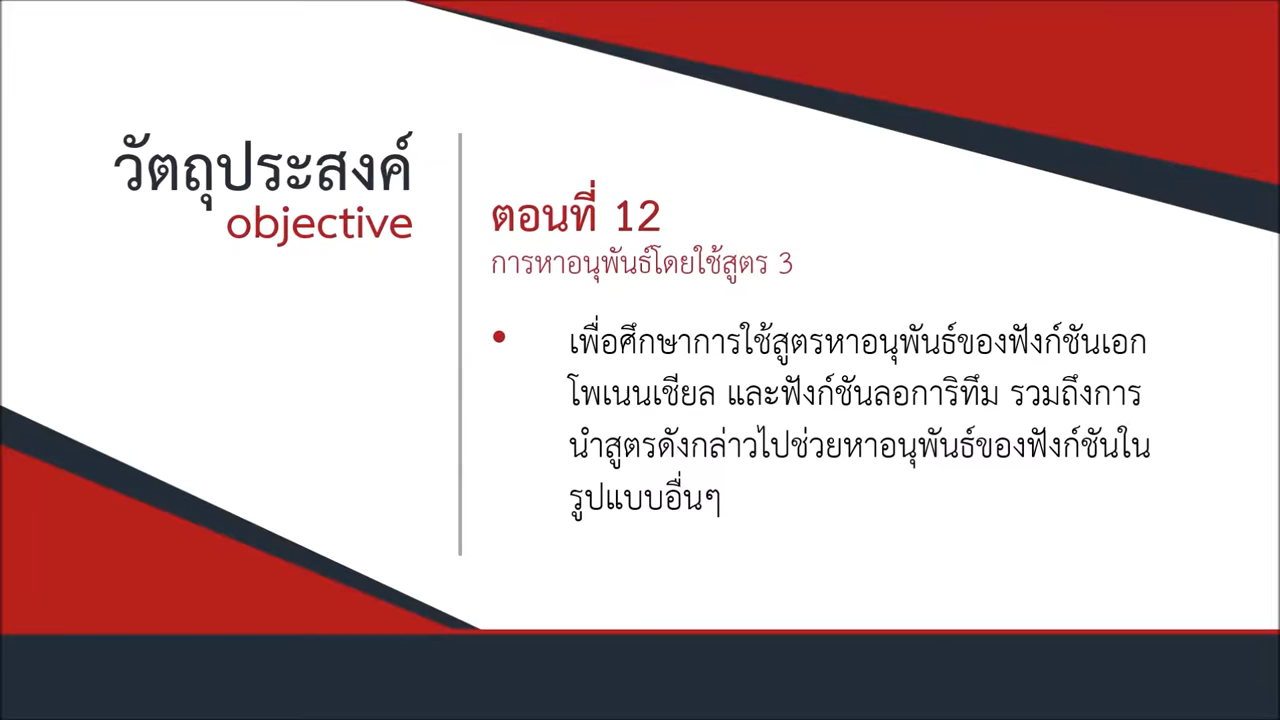 วัตถุประสงค์
objective
ตอนที่ 12
การหาอนุพันธ์โดยใช้สูตร 3
• เพื่อศึกษาการใช้สูตรหาอนุพันธ์ของฟังก์ชันเอก
โพเนนเชียล และฟังก์ชันลอการิทึม รวมถึงการ
นำสูตรดังกล่าวไปช่วยหาอนุพันธ์ของฟังก์ชันใน
รูปแบบอื่นๆ